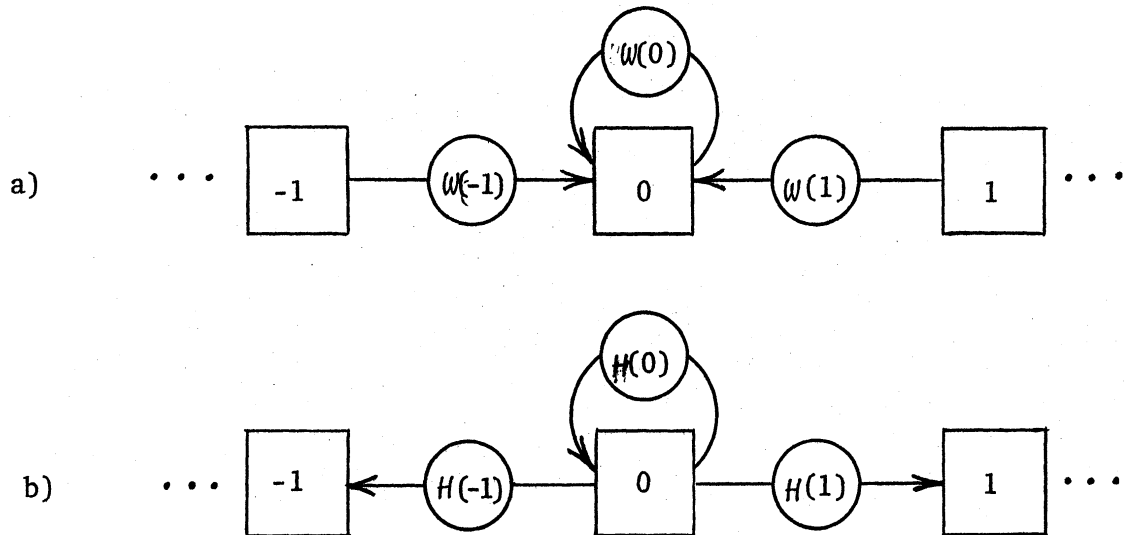 W(0)
a) ... -1 W(-1) 0 W(1) 1 ...
H(0)
b) ... -1 H(-1) 0 H(1) 1 ...